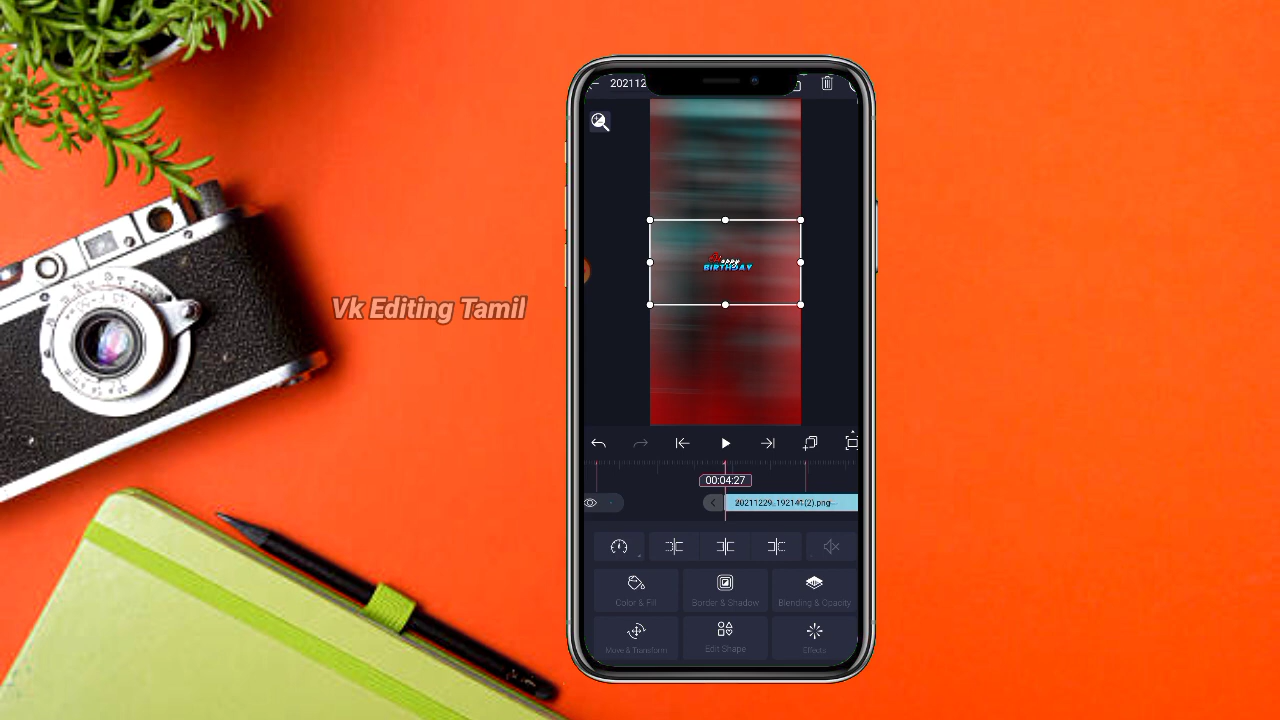 202112
Vk Editing Tamil
Happy
BIRTHDAY
00:04:27
20211229_192141(2).png
Color & Fill
Border & Shadow
Blending & Opacity
Move & Transform
Edit Shape
Effects